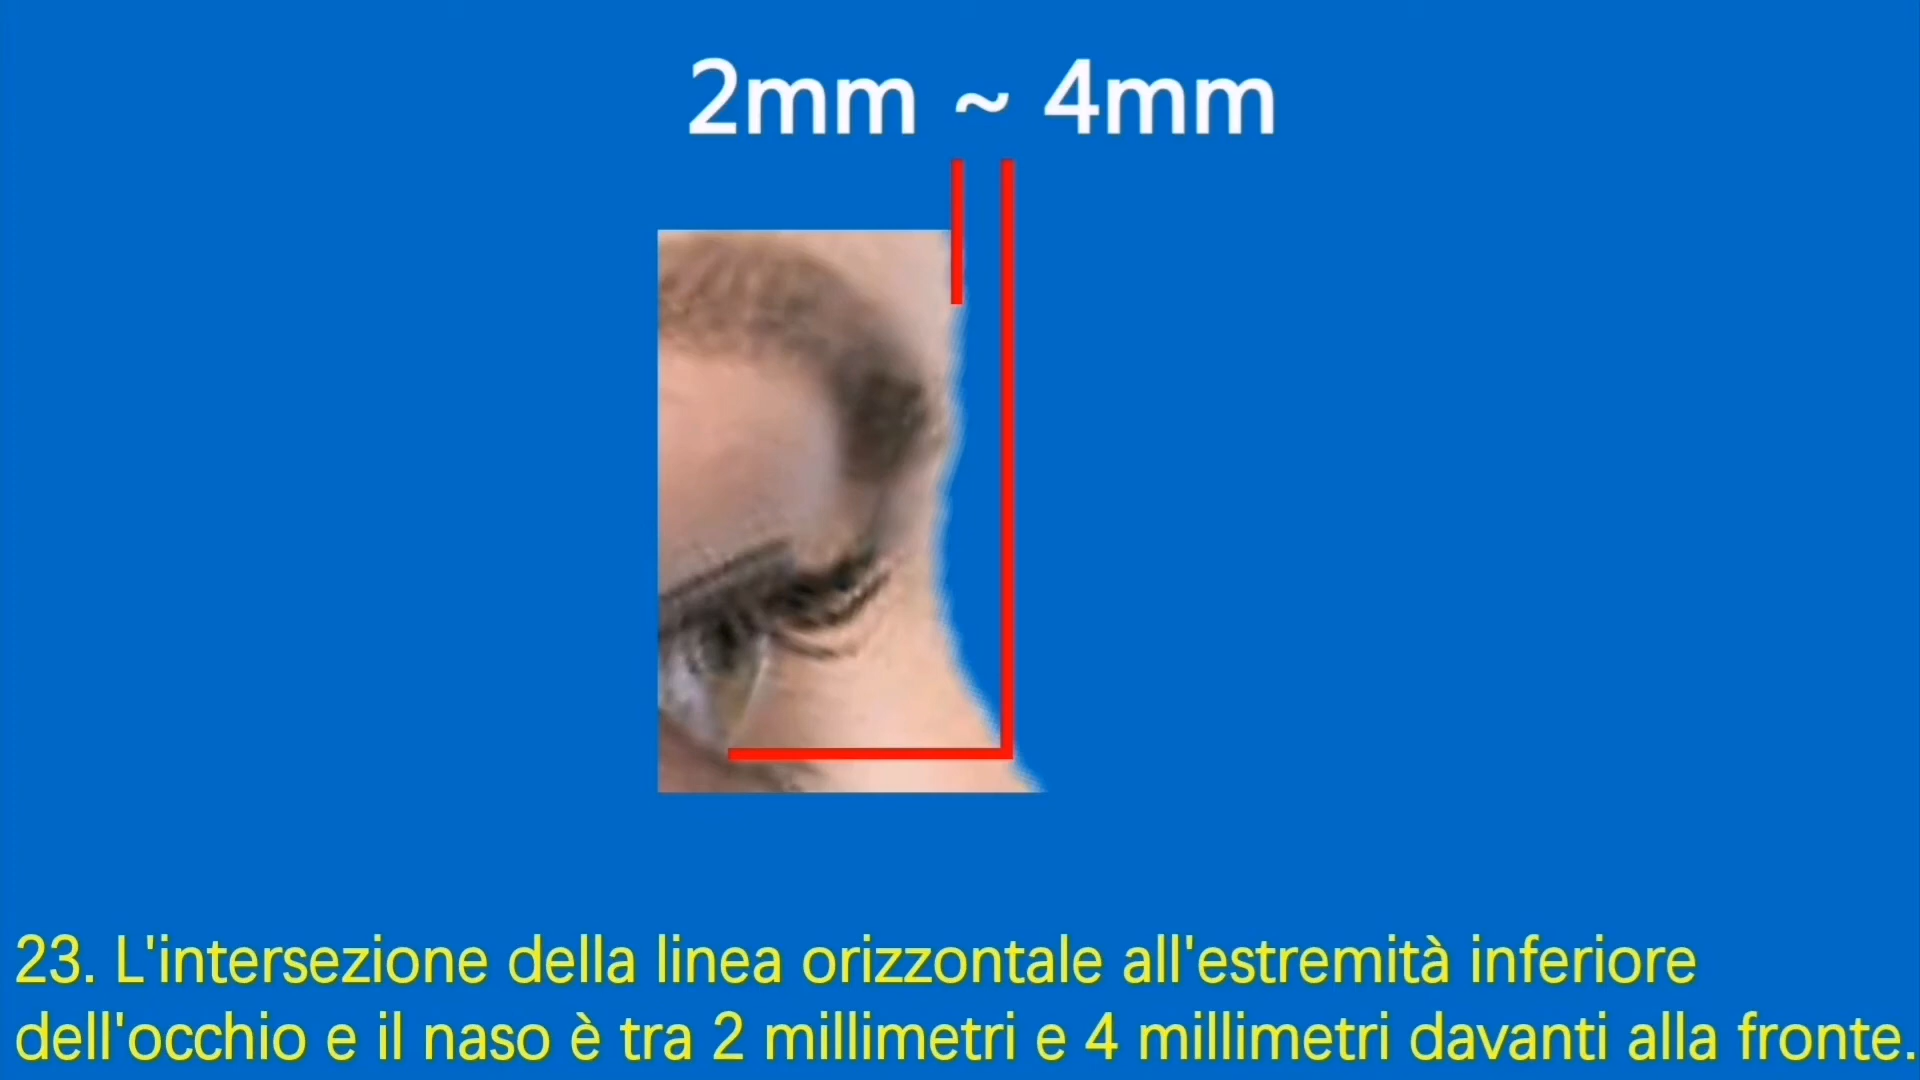 2mm ~ 4mm
23. L'intersezione della linea orizzontale all'estremità inferiore
dell'occhio e il naso è tra 2 millimetri e 4 millimetri davanti alla fronte.